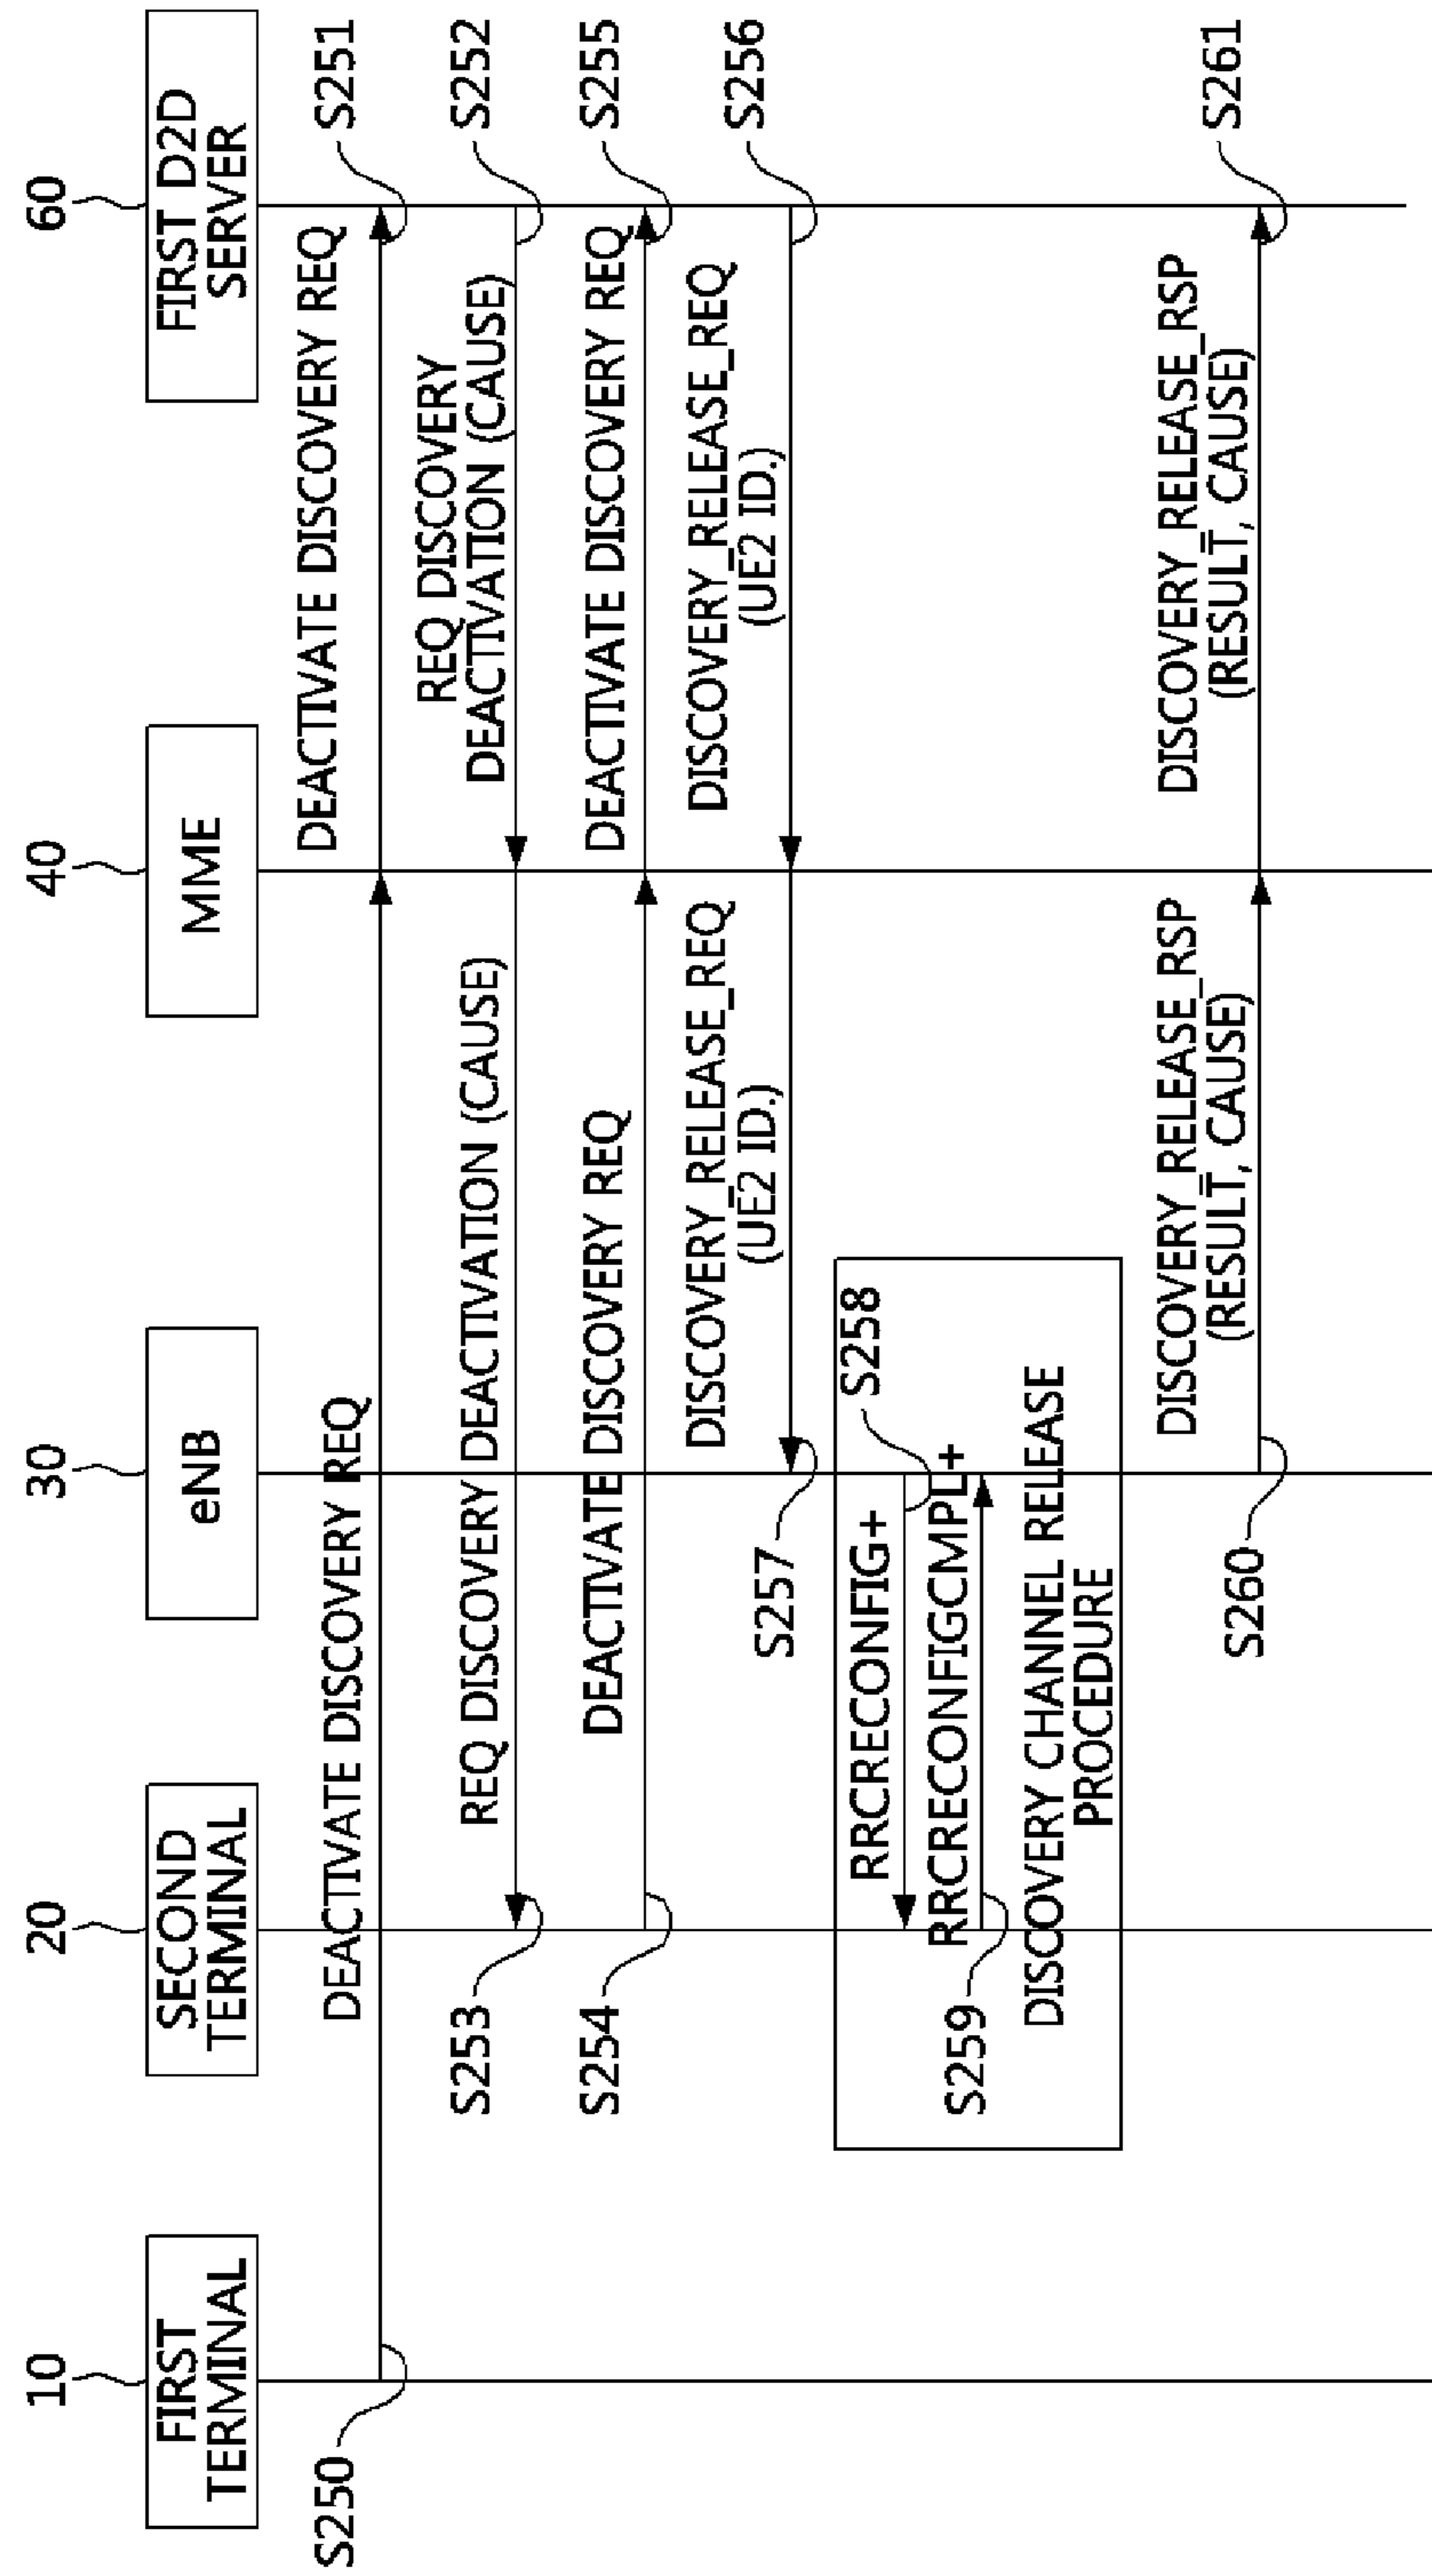 10
20
30
40
60
FIRST
TERMINAL
SECOND
TERMINAL
eNB
MME
FIRST D2D
SERVER
S250
DEACTIVATE DISCOVERY REQ
DEACTIVATE DISCOVERY REQ
S251
REQ DISCOVERY
DEACTIVATION (CAUSE)
S252
S253
REQ DISCOVERY DEACTIVATION (CAUSE)
S254
DEACTIVATE DISCOVERY REQ
DEACTIVATE DISCOVERY REQ
S255
DISCOVERY_RELEASE_REQ
(UE2 ID.)
S256
DISCOVERY_RELEASE_REQ
(UE2 ID.)
S257
RRCRECONFIG+
S258
RRCRECONFIGCMPL+
S259
DISCOVERY CHANNEL RELEASE
PROCEDURE
S260
DISCOVERY_RELEASE_RSP
(RESULT, CAUSE)
DISCOVERY_RELEASE_RSP
(RESULT, CAUSE)
S261